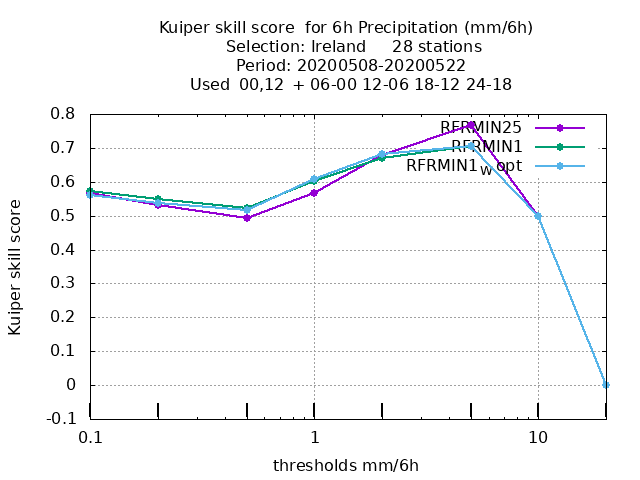 Kuiper skill score  for 6h Precipitation (mm/6h)
Selection: Ireland     28 stations
Period: 20200508-20200522
Used  00,12  + 06-00 12-06 18-12 24-18
RFRMIN25
RFRMIN1
RFRMIN1w opt
Kuiper skill score
0.8
0.7
0.6
0.5
0.4
0.3
0.2
0.1
0
-0.1
0.1 1 10
thresholds mm/6h